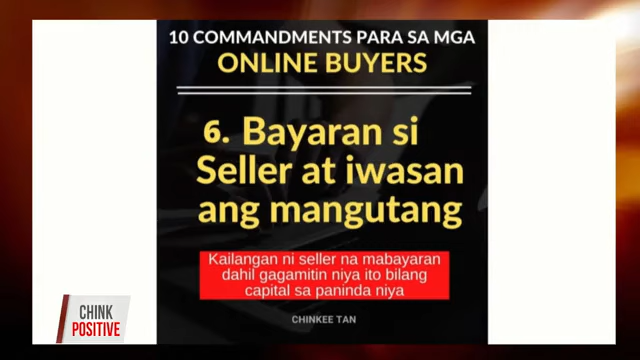 10 COMMANDMENTS PARA SA MGA
ONLINE BUYERS
6. Bayaran si
Seller at iwasan
ang mangutang
Kailangan ni seller na mabayaran
dahil gagamitin niya ito bilang
capital sa paninda niya
CHINKEE TAN
CHINK
POSITIVE